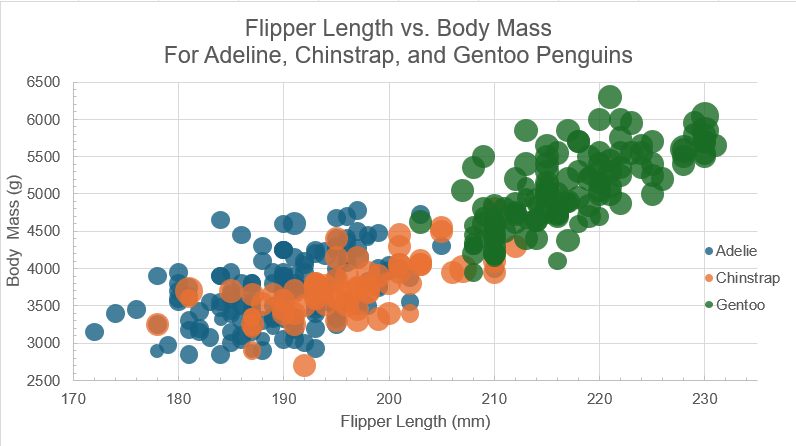 Flipper Length vs. Body Mass
For Adeline, Chinstrap, and Gentoo Penguins
6500
6000
5500
5000
4500
4000
3500
3000
2500
Body Mass (g)
170 180 190 200 210 220 230
Flipper Length (mm)
Adelie
Chinstrap
Gentoo